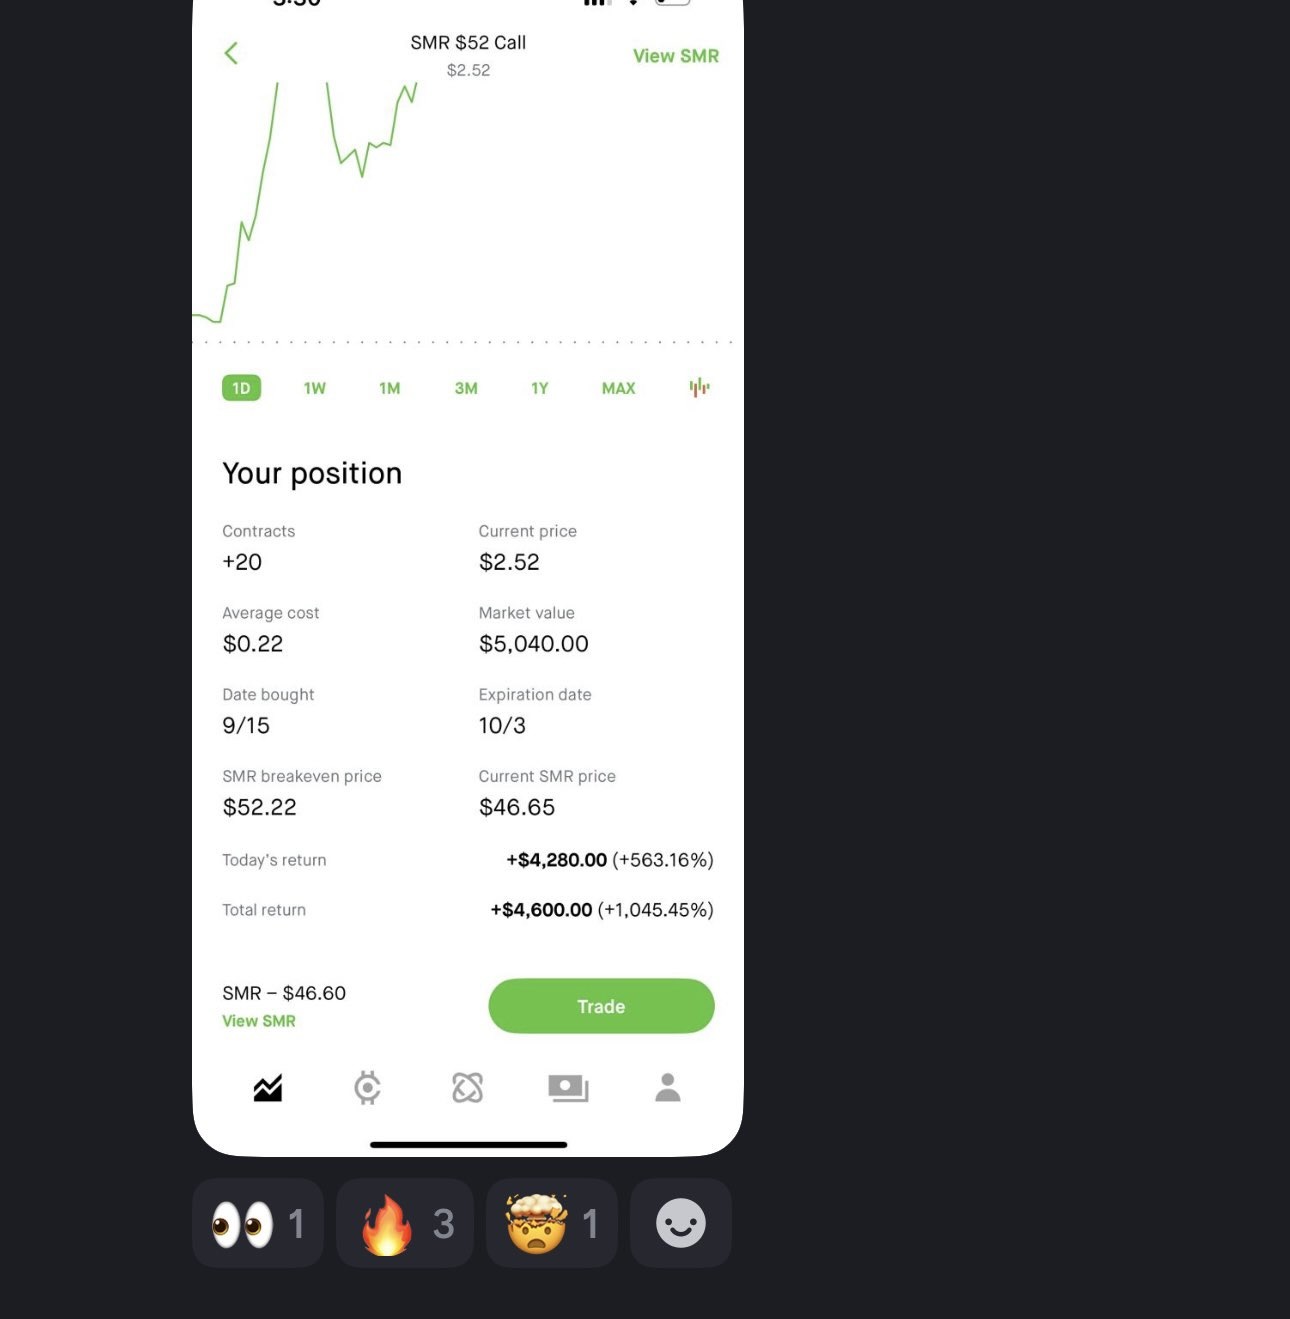 SMR $52 Call
View SMR
$2.52
1D 1W 1M 3M 1Y MAX
Your position
Contracts
+20
Current price
$2.52
Average cost
$0.22
Market value
$5,040.00
Date bought
9/15
Expiration date
10/3
SMR breakeven price
$52.22
Current SMR price
$46.65
Today's return
+$4,280.00 (+563.16%)
Total return
+$4,600.00 (+1,045.45%)
SMR – $46.60
View SMR
Trade
1
3
1